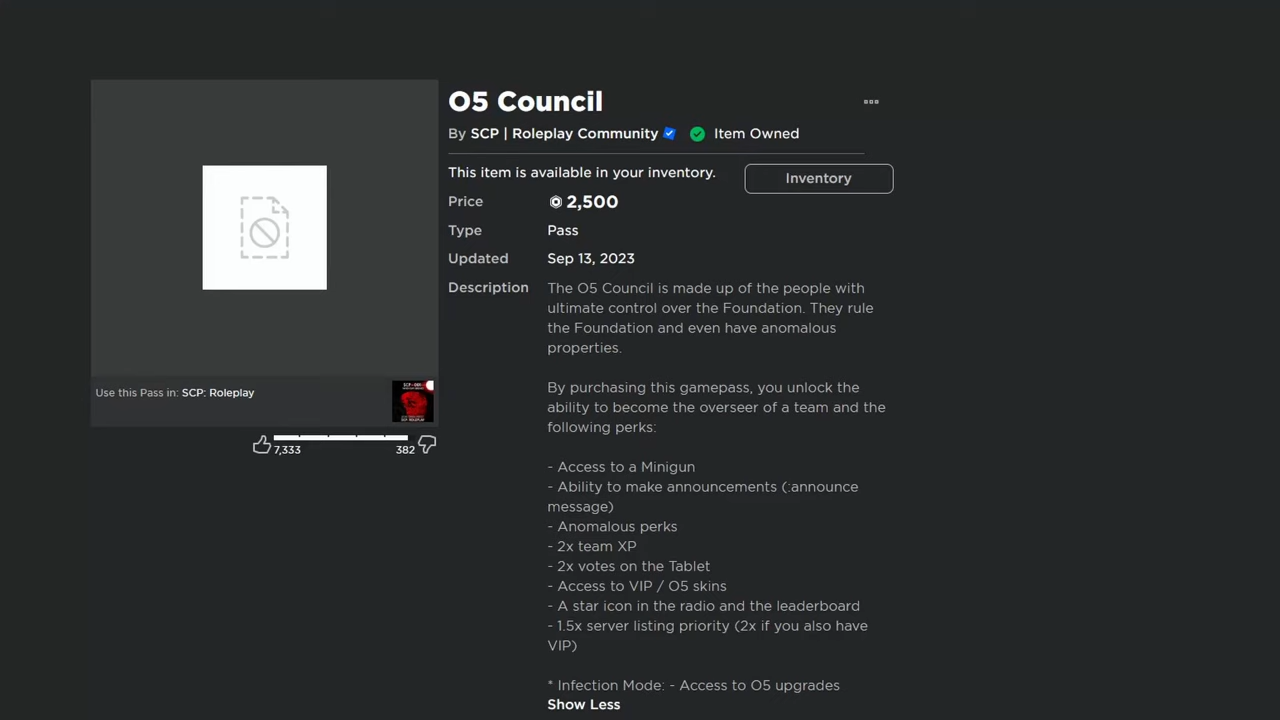 O5 Council
By SCP | Roleplay Community Item Owned
This item is available in your inventory.
Inventory
Price 2,500
Type Pass
Updated Sep 13, 2023
Description The O5 Council is made up of the people with
ultimate control over the Foundation. They rule
the Foundation and even have anomalous
properties.
By purchasing this gamepass, you unlock the
ability to become the overseer of a team and the
following perks:
- Access to a Minigun
- Ability to make announcements (:announce
message)
- Anomalous perks
- 2x team XP
- 2x votes on the Tablet
- Access to VIP / O5 skins
- A star icon in the radio and the leaderboard
- 1.5x server listing priority (2x if you also have
VIP)
* Infection Mode: - Access to O5 upgrades
Show Less
Use this Pass in: SCP: Roleplay
7,333
382